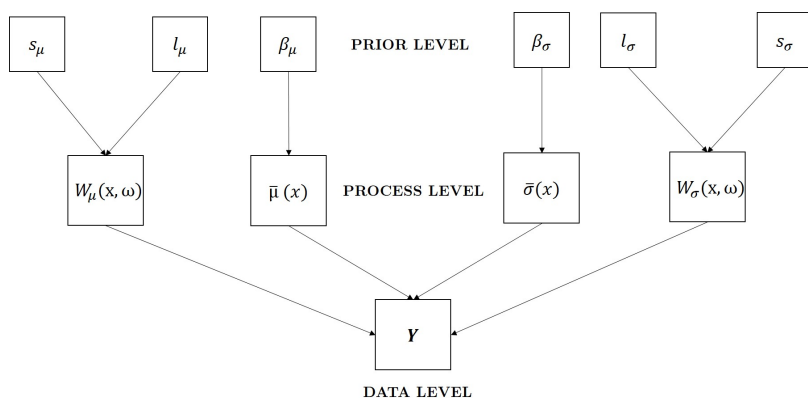 s_μ
l_μ
β_μ
PRIOR LEVEL
β_σ
l_σ
s_σ
W_μ(x, ω)
μ̄ (x)
PROCESS LEVEL
σ̄(x)
W_σ(x, ω)
Y
DATA LEVEL